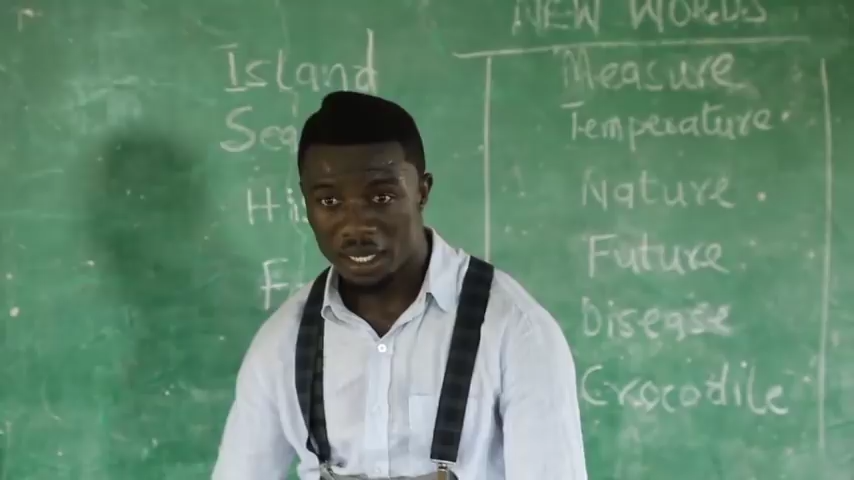 NEW WORDS
Island
Measure
Temperature
Nature
Future
Disease
Crocodile